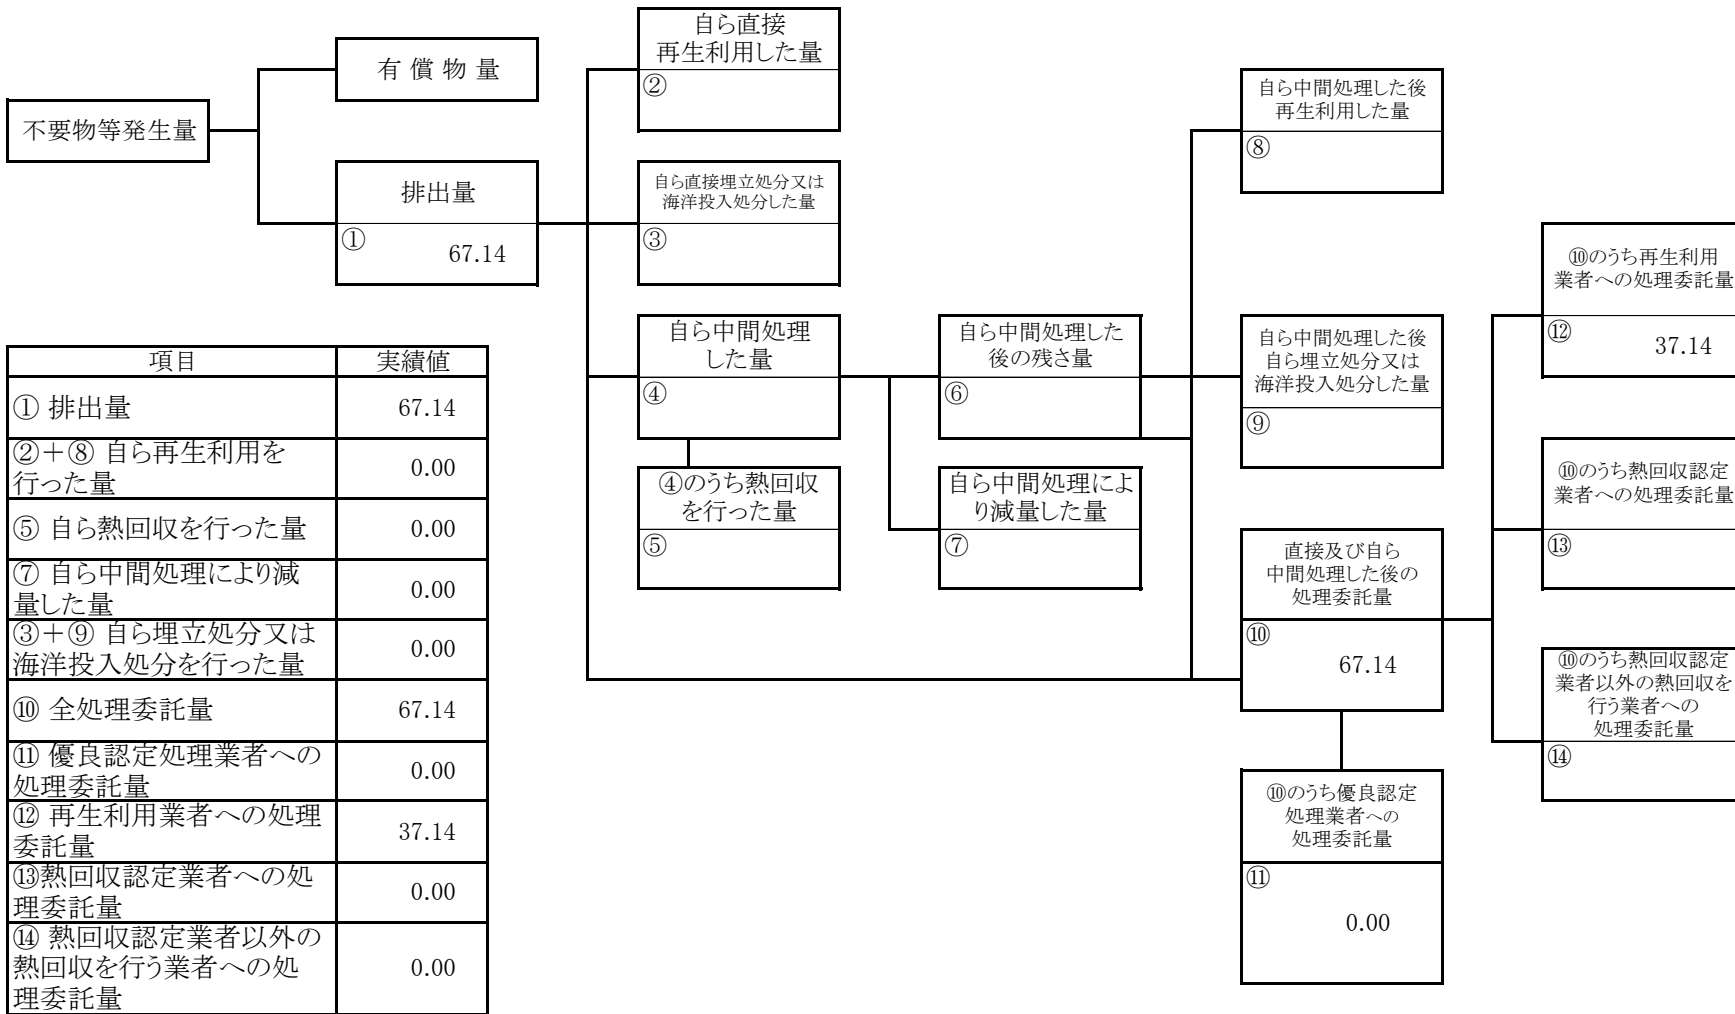 不要物等発生量
有 償 物 量
排出量
①
67.14
自ら直接
再生利用した量
②
自ら直接埋立処分又は
海洋投入処分した量
③
自ら中間処理
した量
④
④のうち熱回収
を行った量
⑤
自ら中間処理した
後の残さ量
⑥
自ら中間処理によ
り減量した量
⑦
自ら中間処理した後
再生利用した量
⑧
自ら中間処理した後
自ら埋立処分又は
海洋投入処分した量
⑨
直接及び自ら
中間処理した後の
処理委託量
⑩
67.14
⑩のうち優良認定
処理業者への
処理委託量
⑪
0.00
⑩のうち再生利用
業者への処理委託量
⑫
37.14
⑩のうち熱回収認定
業者への処理委託量
⑬
⑩のうち熱回収認定
業者以外の熱回収を
行う業者への
処理委託量
⑭
項目 実績値
① 排出量 67.14
②＋⑧ 自ら再生利用を
行った量 0.00
⑤ 自ら熱回収を行った量 0.00
⑦ 自ら中間処理により減
量した量 0.00
③＋⑨ 自ら埋立処分又は
海洋投入処分を行った量 0.00
⑩ 全処理委託量 67.14
⑪ 優良認定処理業者への
処理委託量 0.00
⑫ 再生利用業者への処理
委託量 37.14
⑬熱回収認定業者への処
理委託量 0.00
⑭ 熱回収認定業者以外の
熱回収を行う業者への処
理委託量 0.00